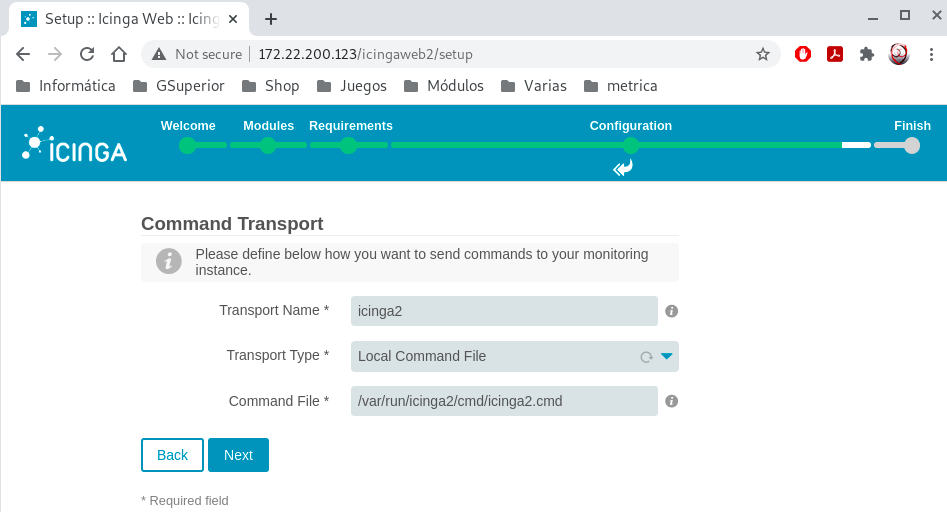 Setup :: Icinga Web :: Icing
Not secure | 172.22.200.123/icingaweb2/setup
Informática GSuperior Shop Juegos Módulos Varias metrica
icinga
Welcome Modules Requirements Configuration Finish
Command Transport
Please define below how you want to send commands to your monitoring
instance.
Transport Name * icinga2
Transport Type * Local Command File
Command File * /var/run/icinga2/cmd/icinga2.cmd
Back Next
* Required field